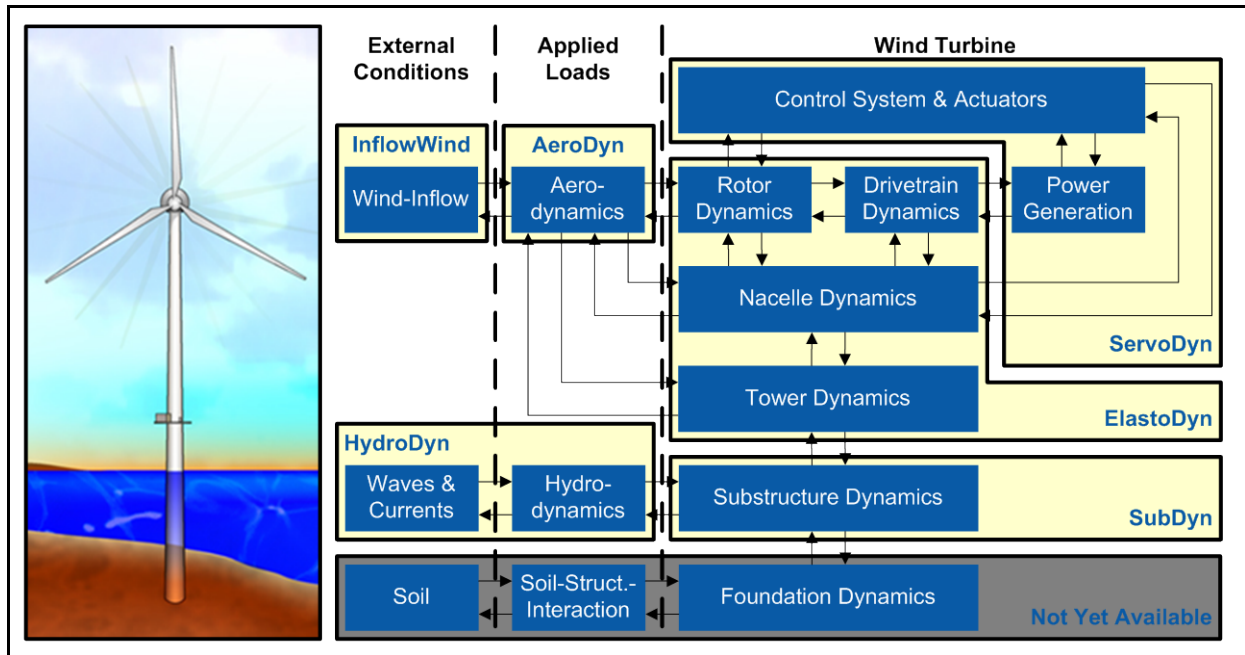 External
Conditions
Applied
Loads
Wind Turbine
Control System & Actuators
InflowWind
AeroDyn
Wind-Inflow
Aero-
dynamics
Rotor
Dynamics
Drivetrain
Dynamics
Power
Generation
Nacelle Dynamics
ServoDyn
Tower Dynamics
ElastoDyn
HydroDyn
Waves &
Currents
Hydro-
dynamics
Substructure Dynamics
SubDyn
Soil
Soil-Struct.-
Interaction
Foundation Dynamics
Not Yet Available